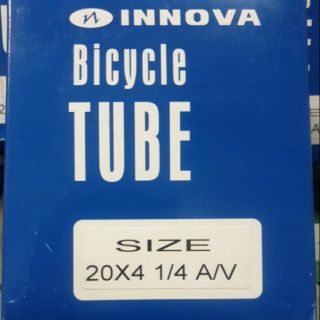 INNOVA
Bicycle
TUBE
SIZE
20X4 1/4 A/V